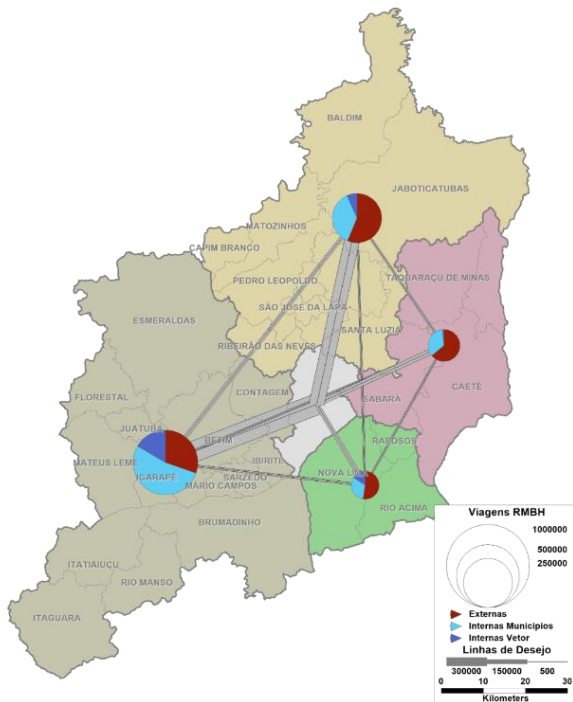 BALDIM
JABOTICATUBAS
MATOZINHOS
CAPIM BRANCO
TAQUARAÇU DE MINAS
PEDRO LEOPOLDO
SÃO JOSÉ DA LAPA
ESMERALDAS
SANTA LUZIA
RIBEIRÃO DAS NEVES
CAETÉ
CONTAGEM
FLORESTAL
SABARÁ
JUATUBA
BETIM
RAPOSOS
MATEUS LEME
IBIRITÉ
IGARAPÉ
NOVA LI
SARZEDO
MÁRIO CAMPOS
RIO ACIMA
BRUMADINHO
ITATIAIUÇU
RIO MANSO
ITAGUARA
Viagens RMBH
1000000
500000
250000
Externas
Internas Municipios
Internas Vetor
Linhas de Desejo
300000 150000 500
0 10 20 30
Kilometers